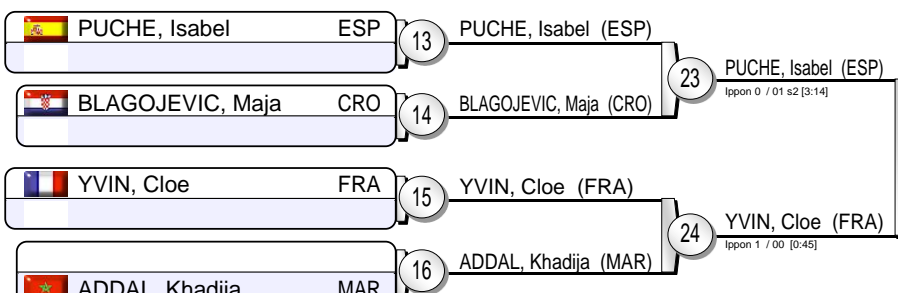 PUCHE, Isabel ESP
13
PUCHE, Isabel (ESP)
23
PUCHE, Isabel (ESP)
Ippon 0 / 01 s2 [3:14]
BLAGOJEVIC, Maja CRO
14
BLAGOJEVIC, Maja (CRO)
YVIN, Cloe FRA
15
YVIN, Cloe (FRA)
24
YVIN, Cloe (FRA)
Ippon 1 / 00 [0:45]
16
ADDAL, Khadija (MAR)
ADDAL, Khadija MAR